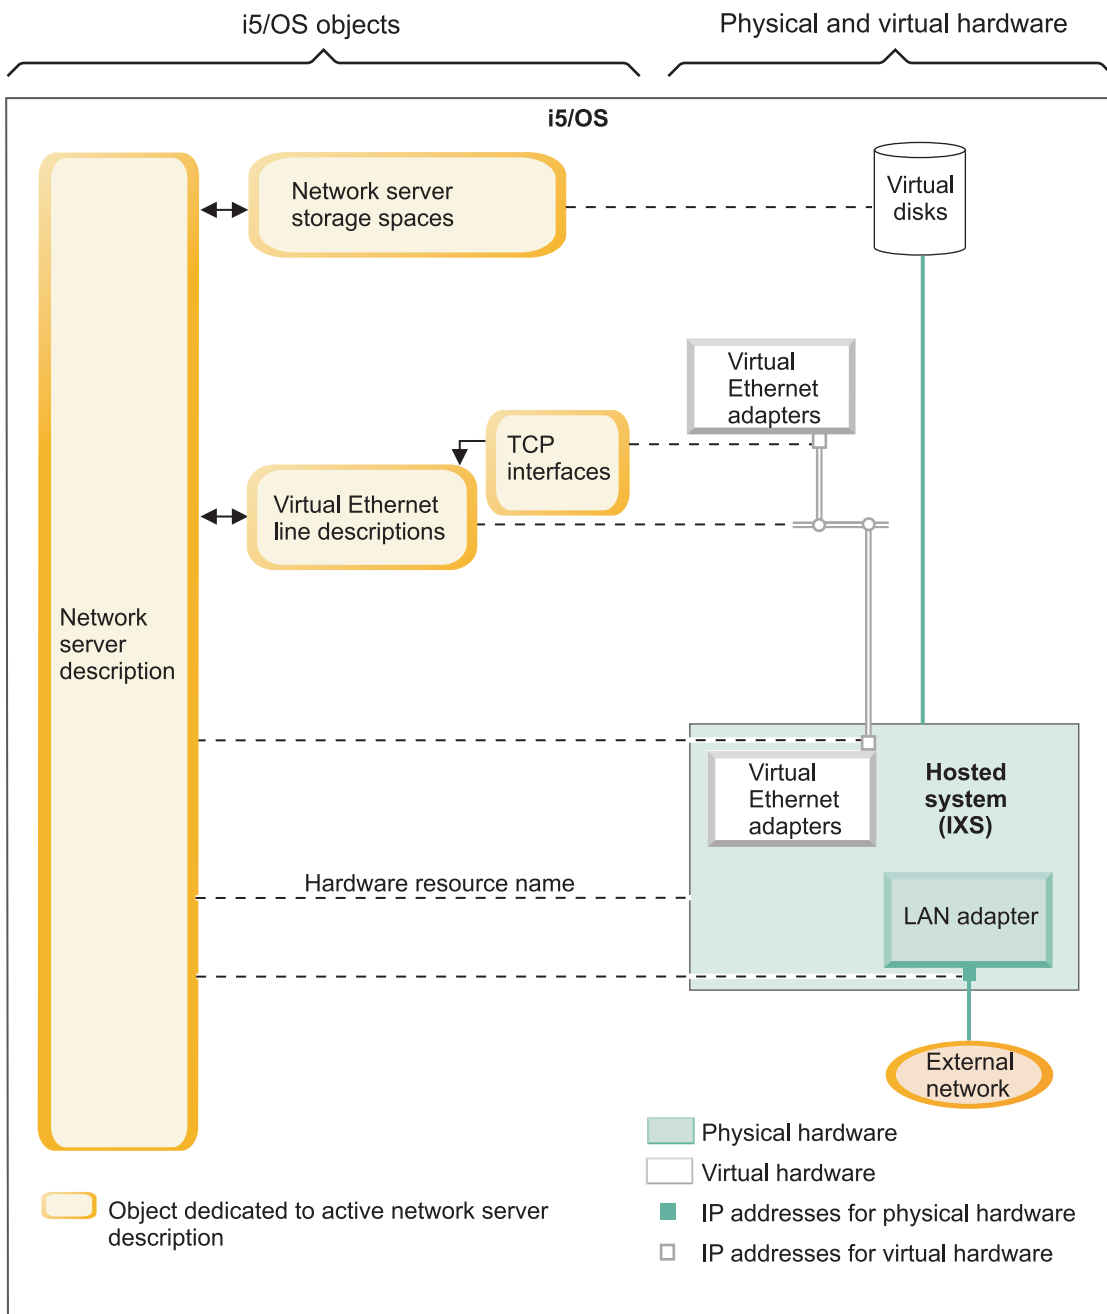 i5/OS objects
Physical and virtual hardware
i5/OS
Network server
storage spaces
Virtual
disks
Virtual
Ethernet
adapters
TCP
interfaces
Virtual Ethernet
line descriptions
Network
server
description
Virtual
Ethernet
adapters
Hosted
system
(IXS)
Hardware resource name
LAN adapter
External
network
Physical hardware
Virtual hardware
IP addresses for physical hardware
IP addresses for virtual hardware
Object dedicated to active network server
description